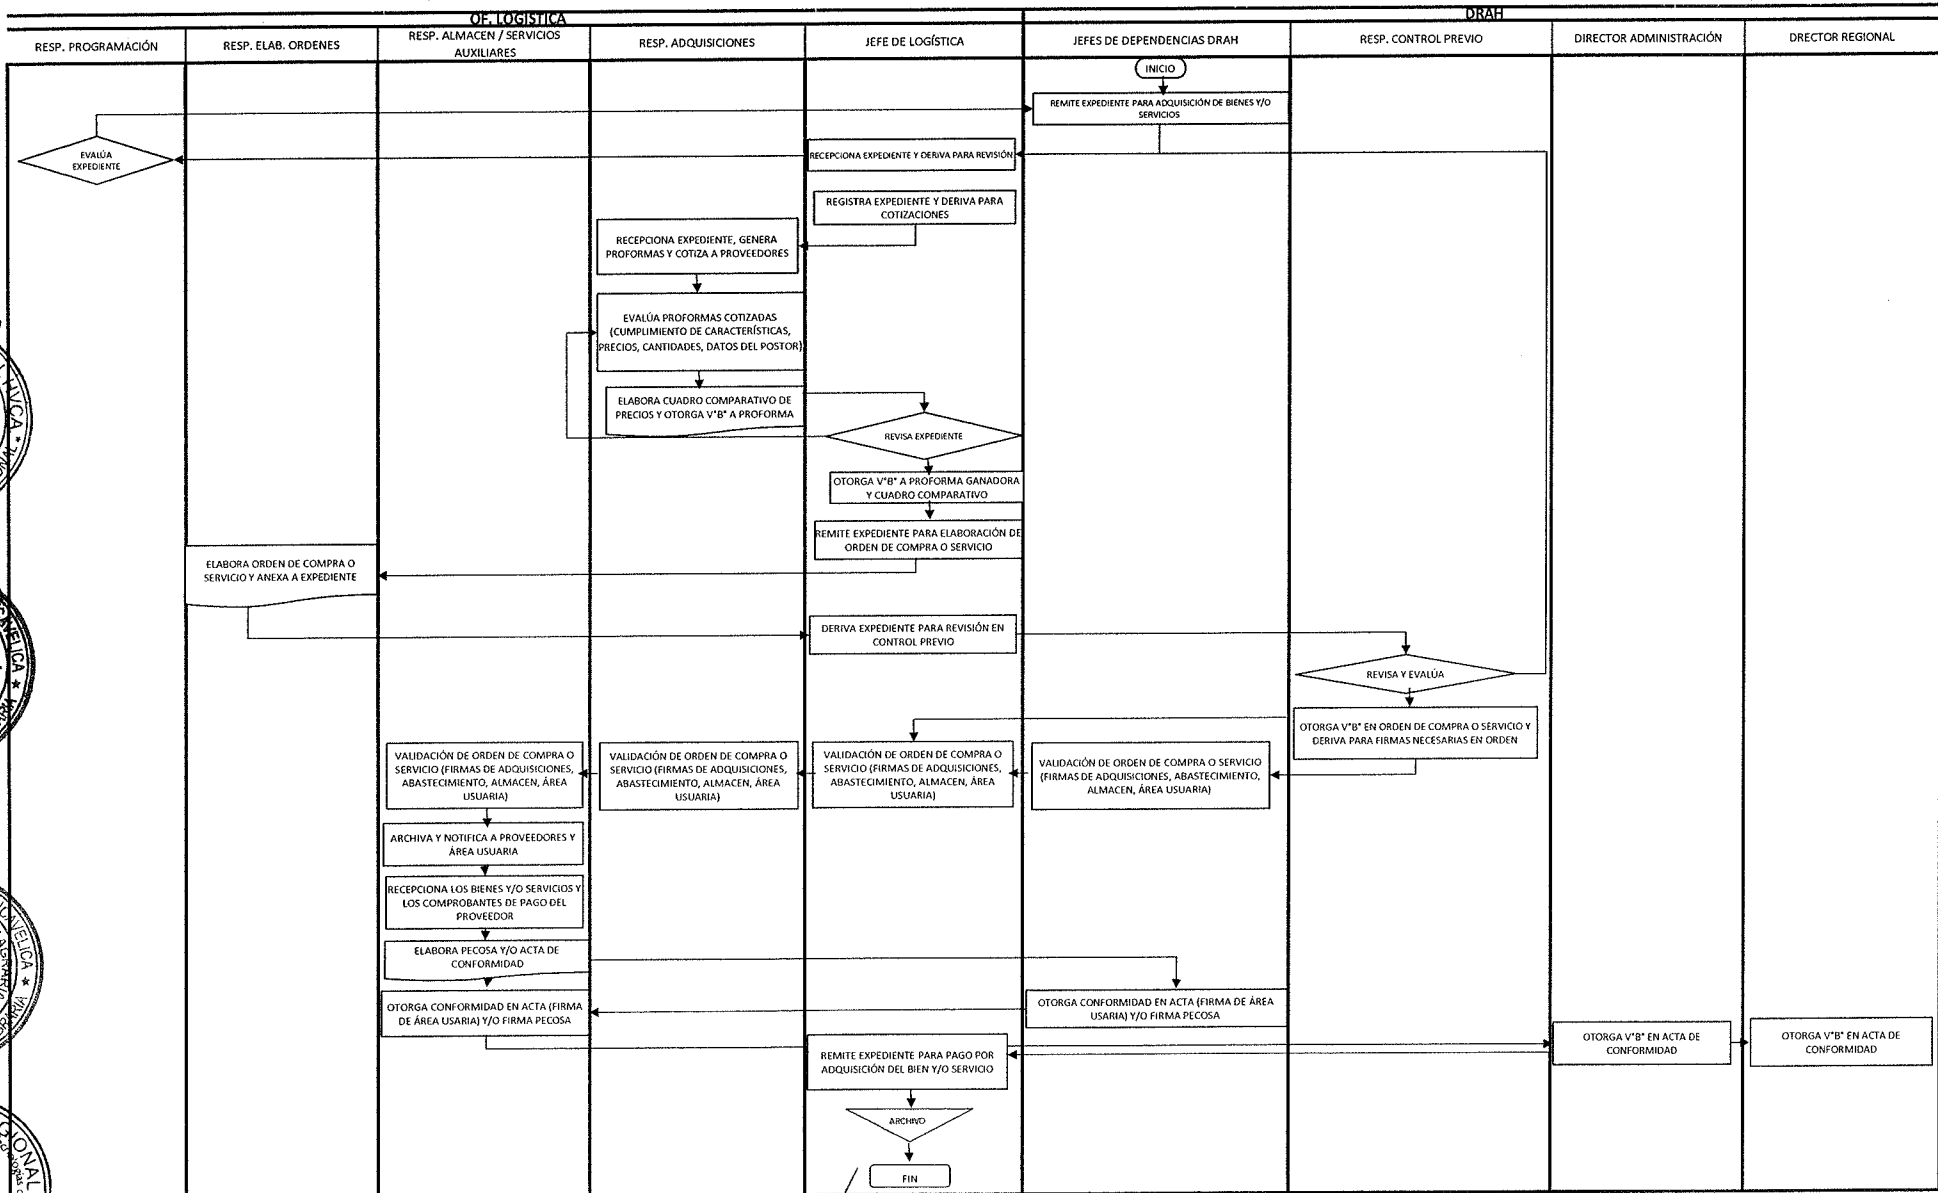 OF. LOGISTICA
DRAH
RESP. PROGRAMACIÓN
RESP. ELAB. ORDENES
RESP. ALMACEN / SERVICIOS
AUXILIARES
RESP. ADQUISICIONES
JEFE DE LOGÍSTICA
JEFES DE DEPENDENCIAS DRAH
RESP. CONTROL PREVIO
DIRECTOR ADMINISTRACIÓN
DRECTOR REGIONAL
INICIO
REMITE EXPEDIENTE PARA ADQUISICIÓN DE BIENES Y/O
SERVICIOS
EVALÚA
EXPEDIENTE
RECEPCIONA EXPEDIENTE Y DERIVA PARA REVISIÓN
REGISTRA EXPEDIENTE Y DERIVA PARA
COTIZACIONES
RECEPCIONA EXPEDIENTE, GENERA
PROFORMAS Y COTIZA A PROVEEDORES
EVALÚA PROFORMAS COTIZADAS
(CUMPLIMIENTO DE CARACTERÍSTICAS,
PRECIOS, CANTIDADES, DATOS DEL POSTOR)
ELABORA CUADRO COMPARATIVO DE
PRECIOS Y OTORGA V°B° A PROFORMA
REVISA EXPEDIENTE
OTORGA V°B° A PROFORMA GANADORA
Y CUADRO COMPARATIVO
REMITE EXPEDIENTE PARA ELABORACIÓN DE
ORDEN DE COMPRA O SERVICIO
ELABORA ORDEN DE COMPRA O
SERVICIO Y ANEXA A EXPEDIENTE
DERIVA EXPEDIENTE PARA REVISIÓN EN
CONTROL PREVIO
REVISA Y EVALÚA
OTORGA V°B° EN ORDEN DE COMPRA O SERVICIO Y
DERIVA PARA FIRMAS NECESARIAS EN ORDEN
VALIDACIÓN DE ORDEN DE COMPRA O
SERVICIO (FIRMAS DE ADQUISICIONES,
ABASTECIMIENTO, ALMACEN, ÁREA
USUARIA)
VALIDACIÓN DE ORDEN DE COMPRA O
SERVICIO (FIRMAS DE ADQUISICIONES,
ABASTECIMIENTO, ALMACEN, ÁREA
USUARIA)
VALIDACIÓN DE ORDEN DE COMPRA O
SERVICIO (FIRMAS DE ADQUISICIONES,
ABASTECIMIENTO, ALMACEN, ÁREA
USUARIA)
VALIDACIÓN DE ORDEN DE COMPRA O SERVICIO
(FIRMAS DE ADQUISICIONES, ABASTECIMIENTO,
ALMACEN, ÁREA USUARIA)
ARCHIVA Y NOTIFICA A PROVEEDORES Y
ÁREA USUARIA
RECEPCIONA LOS BIENES Y/O SERVICIOS Y
LOS COMPROBANTES DE PAGO DEL
PROVEEDOR
ELABORA PECOSA Y/O ACTA DE
CONFORMIDAD
OTORGA CONFORMIDAD EN ACTA (FIRMA
DE ÁREA USARIA) Y/O FIRMA PECOSA
OTORGA CONFORMIDAD EN ACTA (FIRMA DE ÁREA
USARIA) Y/O FIRMA PECOSA
REMITE EXPEDIENTE PARA PAGO POR
ADQUISICIÓN DEL BIEN Y/O SERVICIO
OTORGA V°B° EN ACTA DE
CONFORMIDAD
OTORGA V°B° EN ACTA DE
CONFORMIDAD
ARCHIVO
FIN